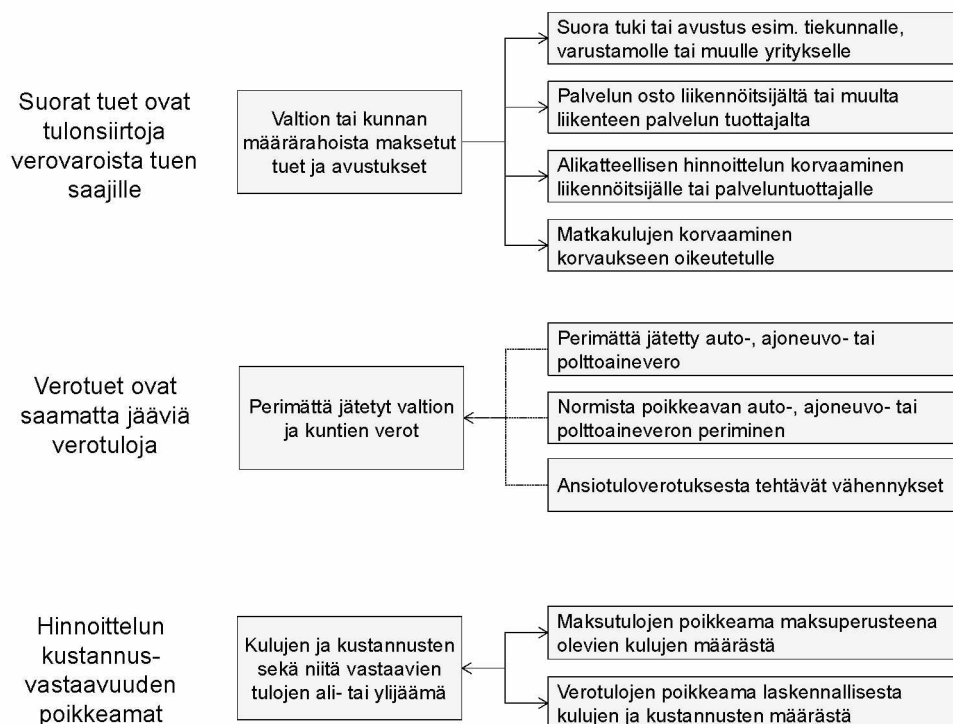 Suorat tuet ovat
tulonsiirtoja
verovaroista tuen
saajille
Valtion tai kunnan
määrärahoista maksetut
tuet ja avustukset
Suora tuki tai avustus esim. tiekunnalle,
varustamolle tai muulle yritykselle
Palvelun osto liikennöitsijältä tai muulta
liikenteen palvelun tuottajalta
Alikatteellisen hinnoittelun korvaaminen
liikennöitsijälle tai palveluntuottajalle
Matkakulujen korvaaminen
korvaukseen oikeutetulle
Verotuet ovat
saamatta jääviä
verotuloja
Perimättä jätetyt valtion
ja kuntien verot
Perimättä jätetty auto-, ajoneuvo- tai
polttoainevero
Normista poikkeavan auto-, ajoneuvo- tai
polttoaineveron periminen
Ansiotuloverotuksesta tehtävät vähennykset
Hinnoittelun
kustannus-
vastaavuuden
poikkeamat
Kulujen ja kustannusten
sekä niitä vastaavien
tulojen ali- tai ylijäämä
Maksutulojen poikkeama maksuperusteena
olevien kulujen määrästä
Verotulojen poikkeama laskennallisesta
kulujen ja kustannusten määrästä